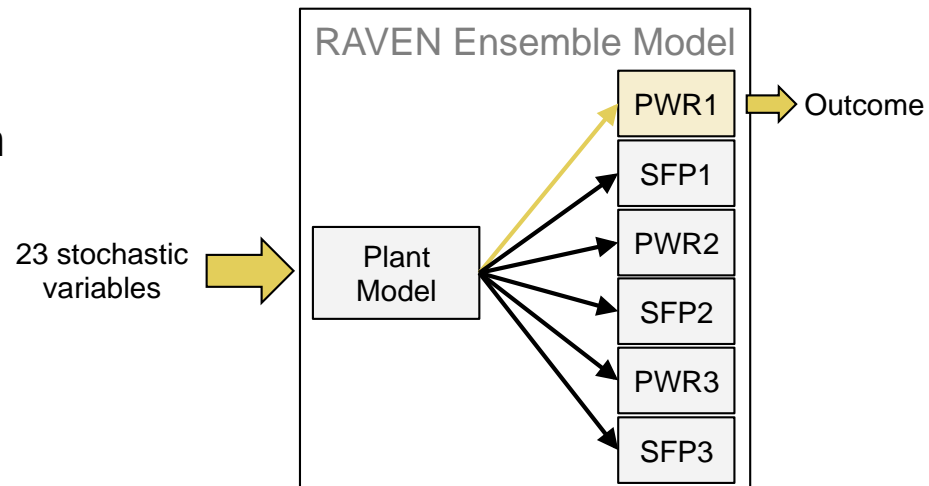 RAVEN Ensemble Model
PWR1
Outcome
n
SFP1
23 stochastic
variables
Plant
Model
PWR2
SFP2
PWR3
SFP3